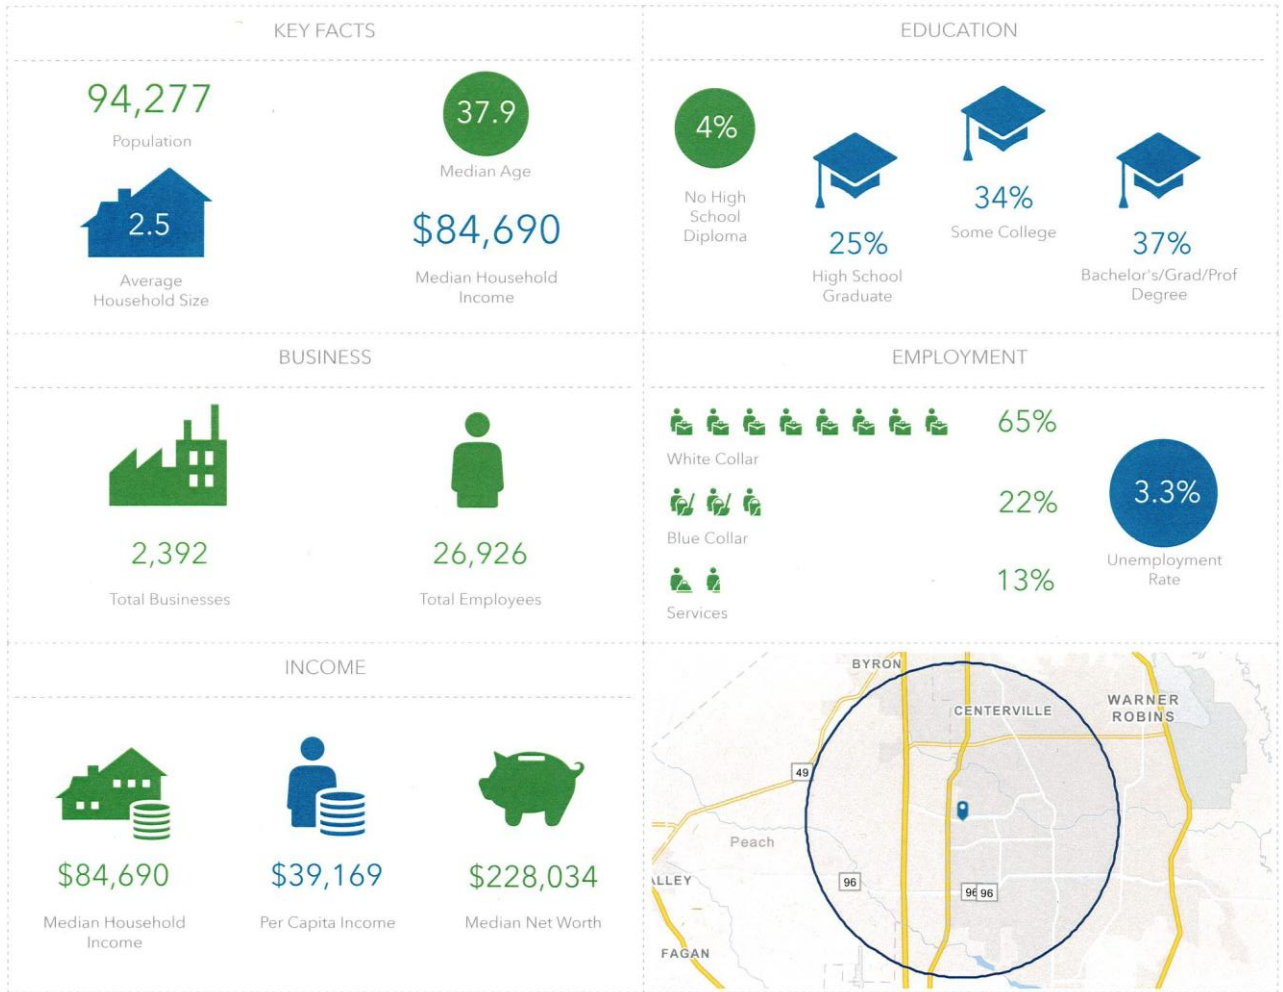 KEY FACTS
94,277
Population
37.9
Median Age
2.5
Average
Household Size
$84,690
Median Household
Income
EDUCATION
4%
No High
School
Diploma
25%
High School
Graduate
34%
Some College
37%
Bachelor's/Grad/Prof
Degree
BUSINESS
2,392
Total Businesses
26,926
Total Employees
EMPLOYMENT
65%
White Collar
22%
Blue Collar
13%
Services
3.3%
Unemployment
Rate
INCOME
$84,690
Median Household
Income
$39,169
Per Capita Income
$228,034
Median Net Worth
BYRON
CENTERVILLE
WARNER
ROBINS
49
Peach
ALLEY
96
96 96
FAGAN